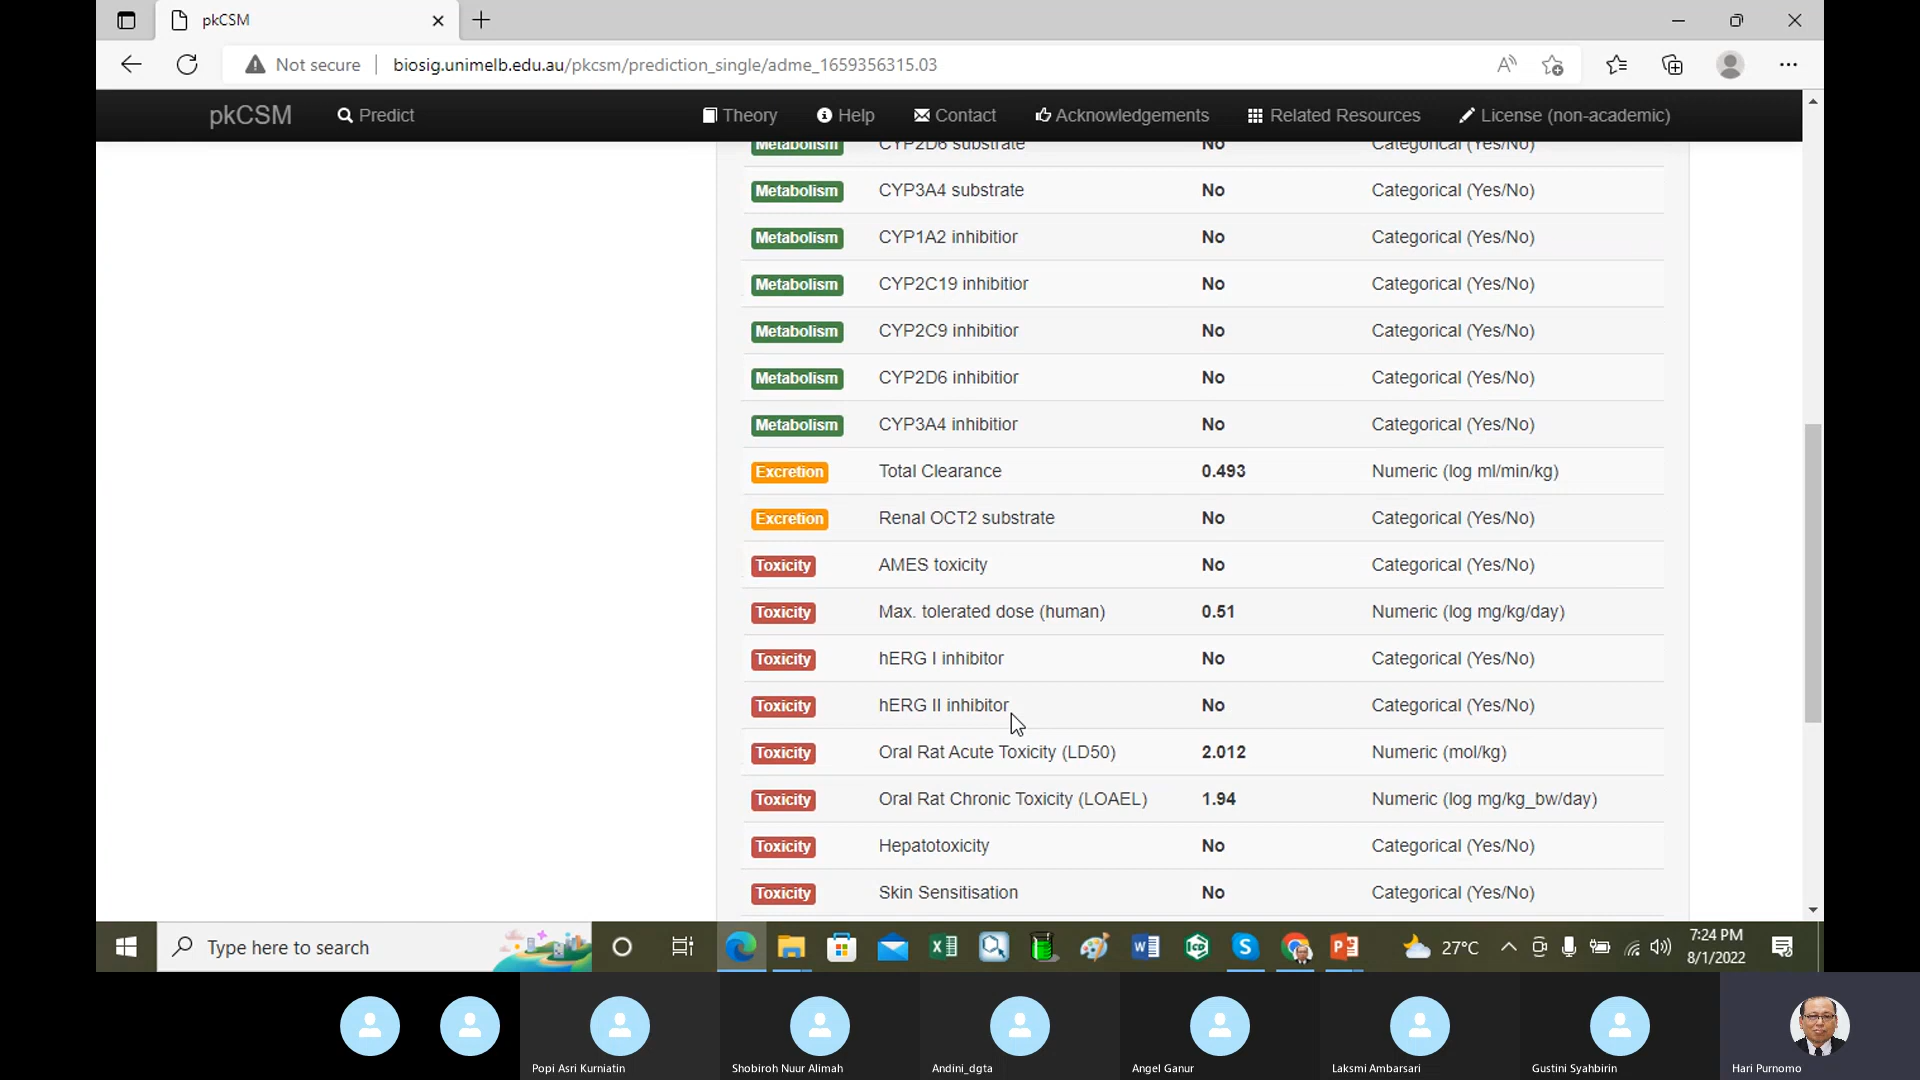 pkCSM
Not secure
biosig.unimelb.edu.au/pkcsm/prediction_single/adme_1659356315.03
pkCSM Predict Theory Help Contact Acknowledgements Related Resources License (non-academic)
Metabolism CYP2D6 substrate No Categorical (Yes/No)
Metabolism CYP3A4 substrate No Categorical (Yes/No)
Metabolism CYP1A2 inhibitior No Categorical (Yes/No)
Metabolism CYP2C19 inhibitior No Categorical (Yes/No)
Metabolism CYP2C9 inhibitior No Categorical (Yes/No)
Metabolism CYP2D6 inhibitior No Categorical (Yes/No)
Metabolism CYP3A4 inhibitior No Categorical (Yes/No)
Excretion Total Clearance 0.493 Numeric (log ml/min/kg)
Excretion Renal OCT2 substrate No Categorical (Yes/No)
Toxicity AMES toxicity No Categorical (Yes/No)
Toxicity Max. tolerated dose (human) 0.51 Numeric (log mg/kg/day)
Toxicity hERG I inhibitor No Categorical (Yes/No)
Toxicity hERG II inhibitor No Categorical (Yes/No)
Toxicity Oral Rat Acute Toxicity (LD50) 2.012 Numeric (mol/kg)
Toxicity Oral Rat Chronic Toxicity (LOAEL) 1.94 Numeric (log mg/kg_bw/day)
Toxicity Hepatotoxicity No Categorical (Yes/No)
Toxicity Skin Sensitisation No Categorical (Yes/No)
Type here to search
27°C
7:24 PM
8/1/2022
Popi Asri Kurniatin Shobiroh Nuur Alimah Andini_dgta Angel Ganur Laksmi Ambarsari Gustini Syahbirin Hari Purnomo